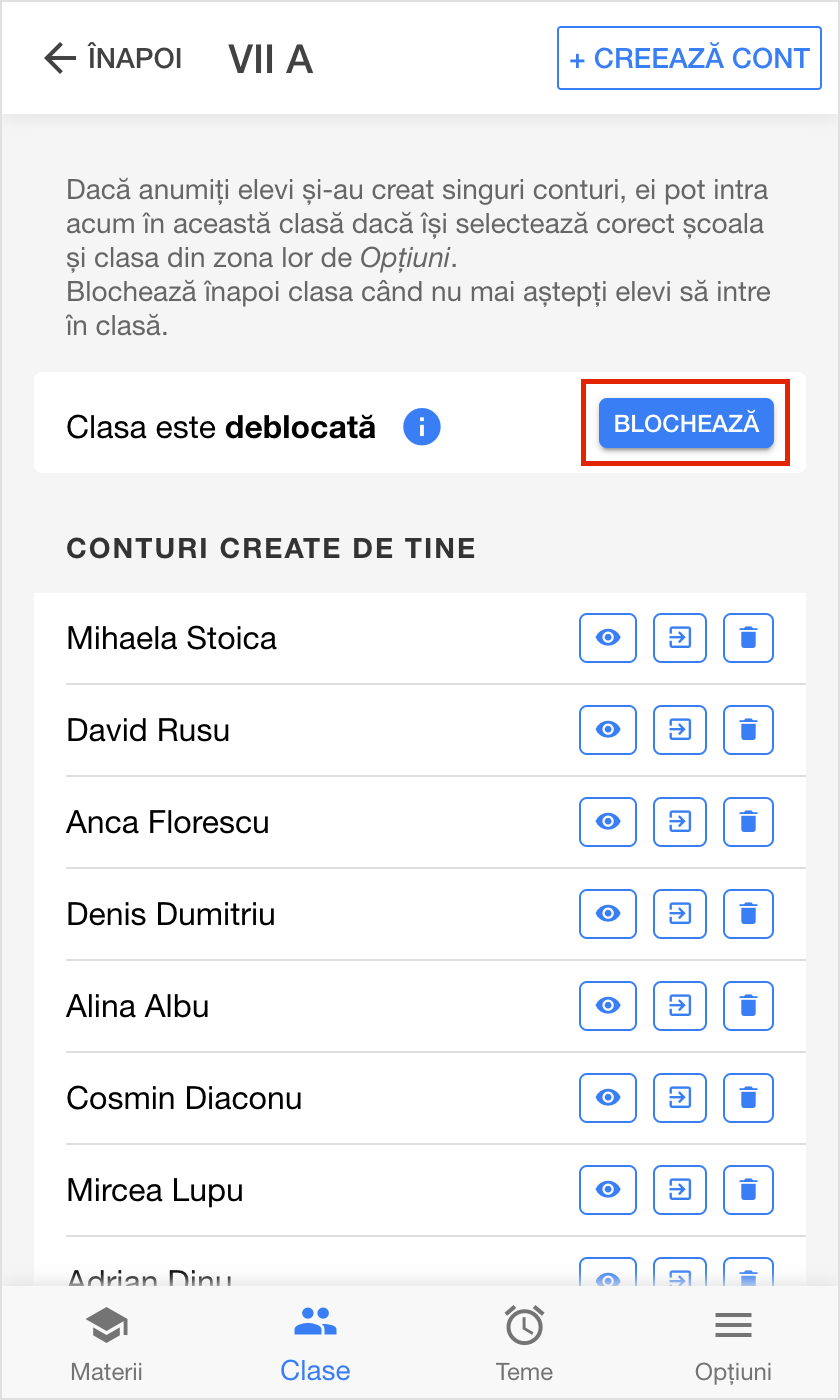 ÎNAPOI VII A + CREEAZĂ CONT
Dacă anumiți elevi și-au creat singuri conturi, ei pot intra
acum în această clasă dacă își selectează corect școala
și clasa din zona lor de Opțiuni.
Blochează înapoi clasa când nu mai aștepți elevi să intre
în clasă.
Clasa este deblocată i BLOCHEAZĂ
CONTURI CREATE DE TINE
Mihaela Stoica
David Rusu
Anca Florescu
Denis Dumitriu
Alina Albu
Cosmin Diaconu
Mircea Lupu
Adrian Dinu
Materii Clase Teme Opțiuni